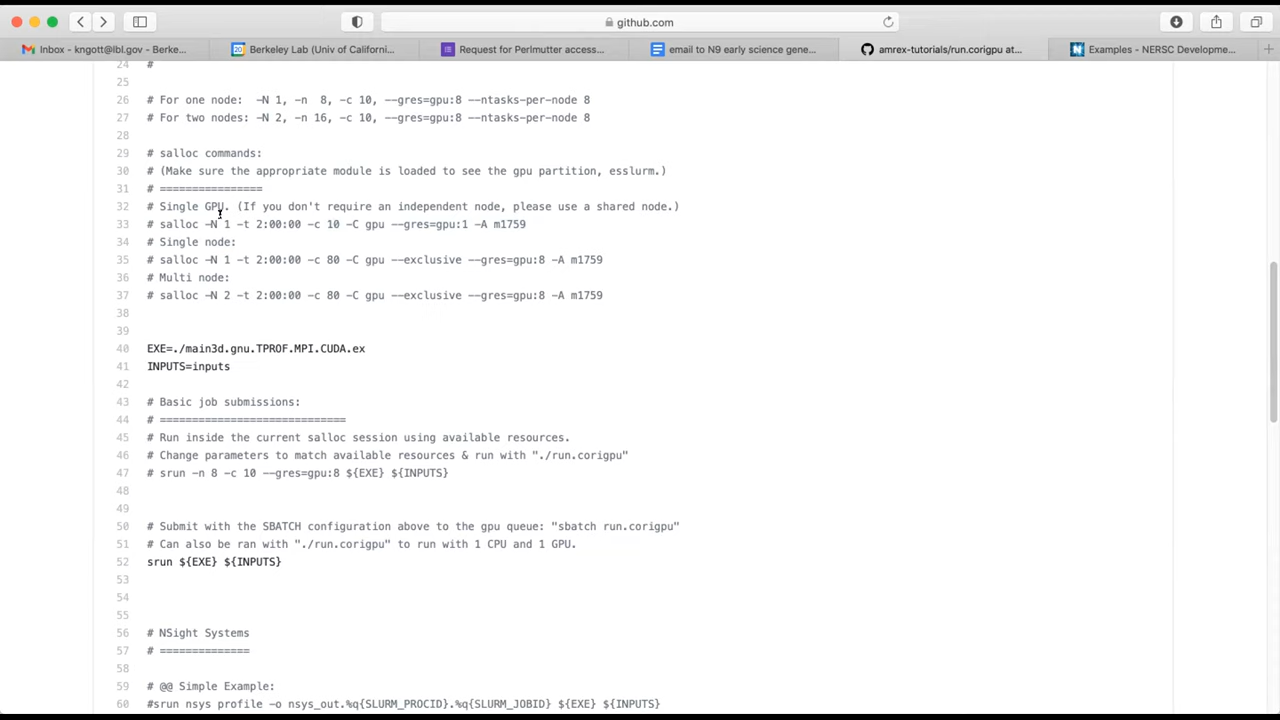 github.com
Inbox – kngott@lbl.gov – Berke...
20 Berkeley Lab (Univ of Californi...
Request for Perlmutter access...
email to N9 early science gene...
amrex-tutorials/run.corigpu at...
Examples - NERSC Developme...
24 #
25
26 # For one node:  -N 1, -n  8, -c 10, --gres=gpu:8 --ntasks-per-node 8
27 # For two nodes: -N 2, -n 16, -c 10, --gres=gpu:8 --ntasks-per-node 8
28
29 # salloc commands:
30 # (Make sure the appropriate module is loaded to see the gpu partition, esslurm.)
31 # ================
32 # Single GPU. (If you don't require an independent node, please use a shared node.)
33 # salloc -N 1 -t 2:00:00 -c 10 -C gpu --gres=gpu:1 -A m1759
34 # Single node:
35 # salloc -N 1 -t 2:00:00 -c 80 -C gpu --exclusive --gres=gpu:8 -A m1759
36 # Multi node:
37 # salloc -N 2 -t 2:00:00 -c 80 -C gpu --exclusive --gres=gpu:8 -A m1759
38
39
40 EXE=./main3d.gnu.TPROF.MPI.CUDA.ex
41 INPUTS=inputs
42
43 # Basic job submissions:
44 # =============================
45 # Run inside the current salloc session using available resources.
46 # Change parameters to match available resources & run with "./run.corigpu"
47 # srun -n 8 -c 10 --gres=gpu:8 ${EXE} ${INPUTS}
48
49
50 # Submit with the SBATCH configuration above to the gpu queue: "sbatch run.corigpu"
51 # Can also be ran with "./run.corigpu" to run with 1 CPU and 1 GPU.
52 srun ${EXE} ${INPUTS}
53
54
55
56 # NSight Systems
57 # ==============
58
59 # @@ Simple Example:
60 #srun nsys profile -o nsys_out.%q{SLURM_PROCID}.%q{SLURM_JOBID} ${EXE} ${INPUTS}